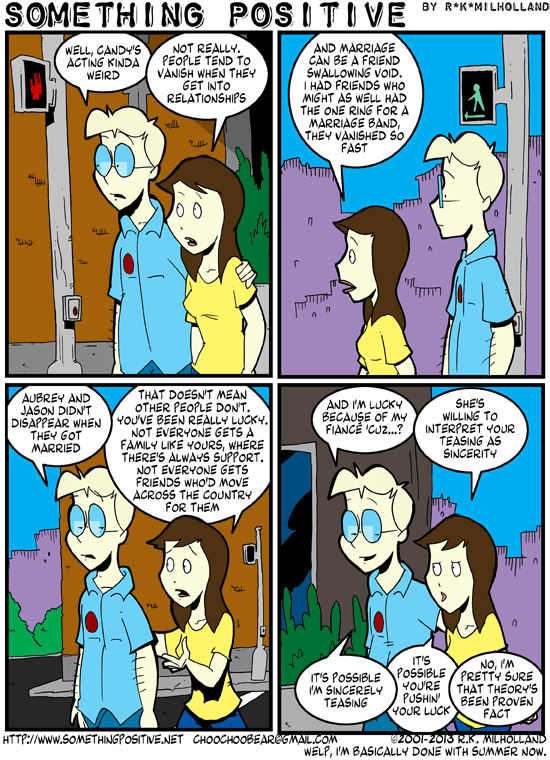 SOMETHING POSITIVE BY R*K*MILHOLLAND
WELL, CANDY'S
ACTING KINDA
WEIRD
NOT REALLY.
PEOPLE TEND TO
VANISH WHEN THEY
GET INTO
RELATIONSHIPS
AND MARRIAGE
CAN BE A FRIEND
SWALLOWING VOID.
I HAD FRIENDS WHO
MIGHT AS WELL HAD
THE ONE RING FOR A
MARRIAGE BAND,
THEY VANISHED SO
FAST
AUBREY AND
JASON DIDN'T
DISAPPEAR WHEN
THEY GOT
MARRIED
THAT DOESN'T MEAN
OTHER PEOPLE DON'T.
YOU'VE BEEN REALLY LUCKY.
NOT EVERYONE GETS A
FAMILY LIKE YOURS, WHERE
THERE'S ALWAYS SUPPORT.
NOT EVERYONE GETS
FRIENDS WHO'D MOVE
ACROSS THE COUNTRY
FOR THEM
AND I'M LUCKY
BECAUSE OF MY
FIANCÉ 'CUZ...?
SHE'S
WILLING TO
INTERPRET YOUR
TEASING AS
SINCERITY
IT'S POSSIBLE
I'M SINCERELY
TEASING
IT'S
POSSIBLE
YOU'RE
PUSHIN'
YOUR LUCK
NO, I'M
PRETTY SURE
THAT THEORY'S
BEEN PROVEN
FACT
HTTP://WWW.SOMETHINGPOSITIVE.NET CHOOCHOOBEAR@GMAIL.COM ©2001-2013 R.K. MILHOLLAND
WELP, I'M BASICALLY DONE WITH SUMMER NOW.